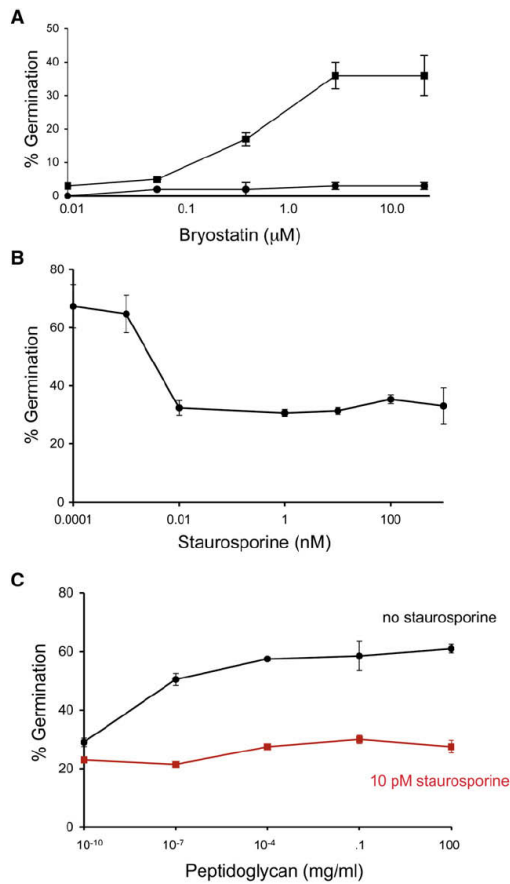 A
50
40
30
20
10
0
% Germination
0.01 0.1 1.0 10.0
Bryostatin (μM)
B
80
60
40
20
0
% Germination
0.0001 0.01 1 100
Staurosporine (nM)
C
80
60
40
20
0
% Germination
no staurosporine
10 pM staurosporine
10⁻¹⁰ 10⁻⁷ 10⁻⁴ .1 100
Peptidoglycan (mg/ml)